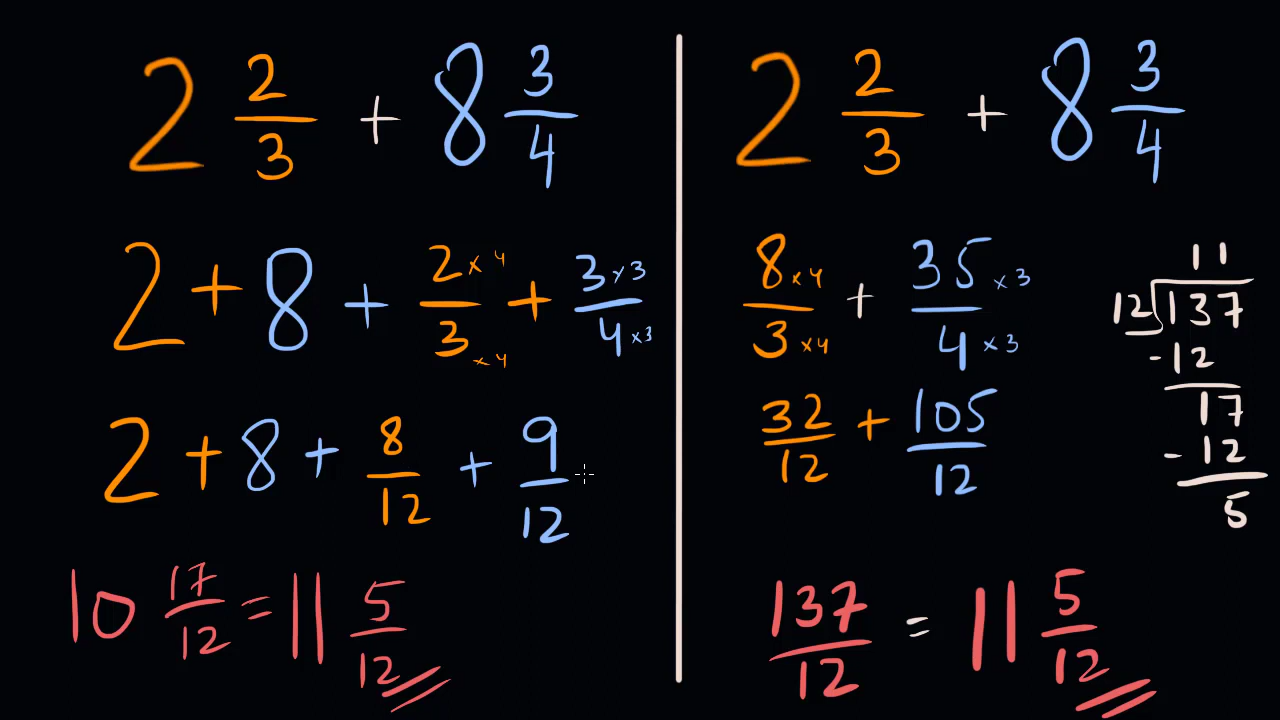 2 2/3 + 8 3/4
2 + 8 + 2×4/3×4 + 3×3/4×3
2 + 8 + 8/12 + 9/12
10 17/12 = 11 5/12
2 2/3 + 8 3/4
8×4/3×4 + 35×3/4×3
32/12 + 105/12
137/12 = 11 5/12
11
12 137
-12
17
-12
5